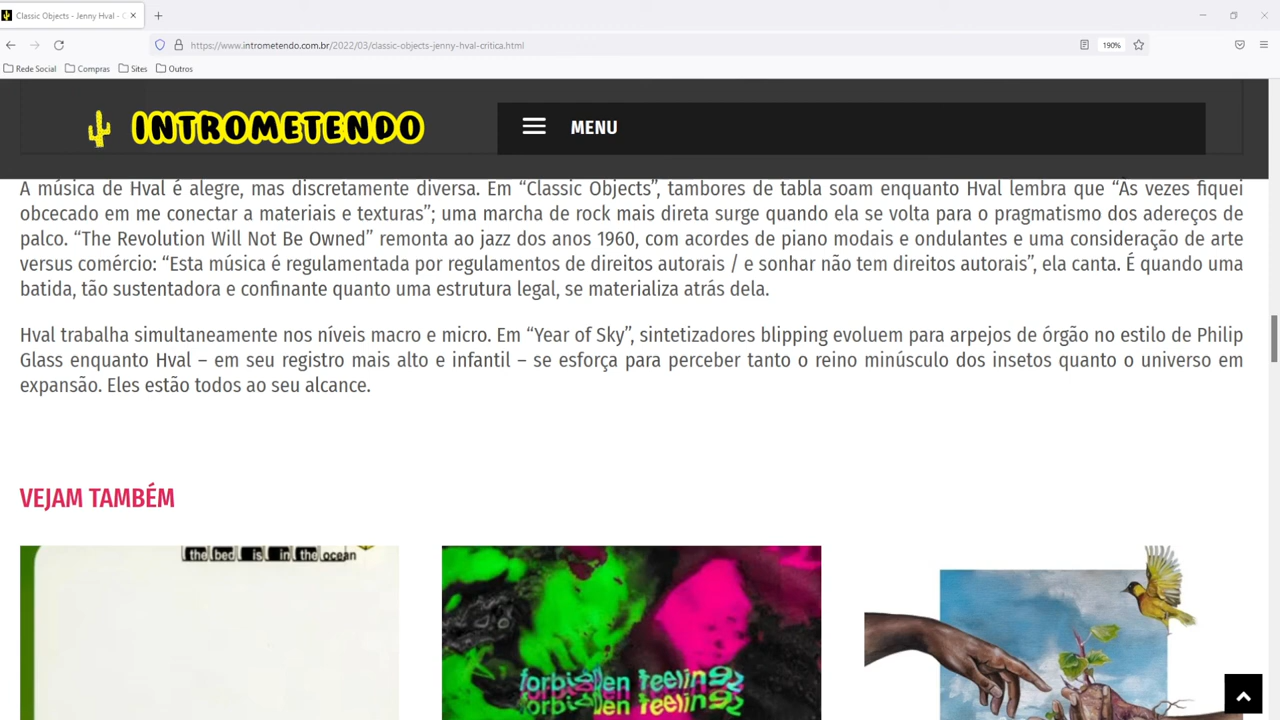 Classic Objects - Jenny Hval - C
https://www.intrometendo.com.br/2022/03/classic-objects-jenny-hval-critica.html
190%
Rede Social
Compras
Sites
Outros
INTROMETENDO
MENU
A música de Hval é alegre, mas discretamente diversa. Em “Classic Objects”, tambores de tabla soam enquanto Hval lembra que “Às vezes fiquei
obcecado em me conectar a materiais e texturas”; uma marcha de rock mais direta surge quando ela se volta para o pragmatismo dos adereços de
palco. “The Revolution Will Not Be Owned” remonta ao jazz dos anos 1960, com acordes de piano modais e ondulantes e uma consideração de arte
versus comércio: “Esta música é regulamentada por regulamentos de direitos autorais / e sonhar não tem direitos autorais”, ela canta. É quando uma
batida, tão sustentadora e confinante quanto uma estrutura legal, se materializa atrás dela.
Hval trabalha simultaneamente nos níveis macro e micro. Em “Year of Sky”, sintetizadores blipping evoluem para arpejos de órgão no estilo de Philip
Glass enquanto Hval – em seu registro mais alto e infantil – se esforça para perceber tanto o reino minúsculo dos insetos quanto o universo em
expansão. Eles estão todos ao seu alcance.
VEJAM TAMBÉM
the bed is in the ocean
forbidden feelingz
forbidden feelingz